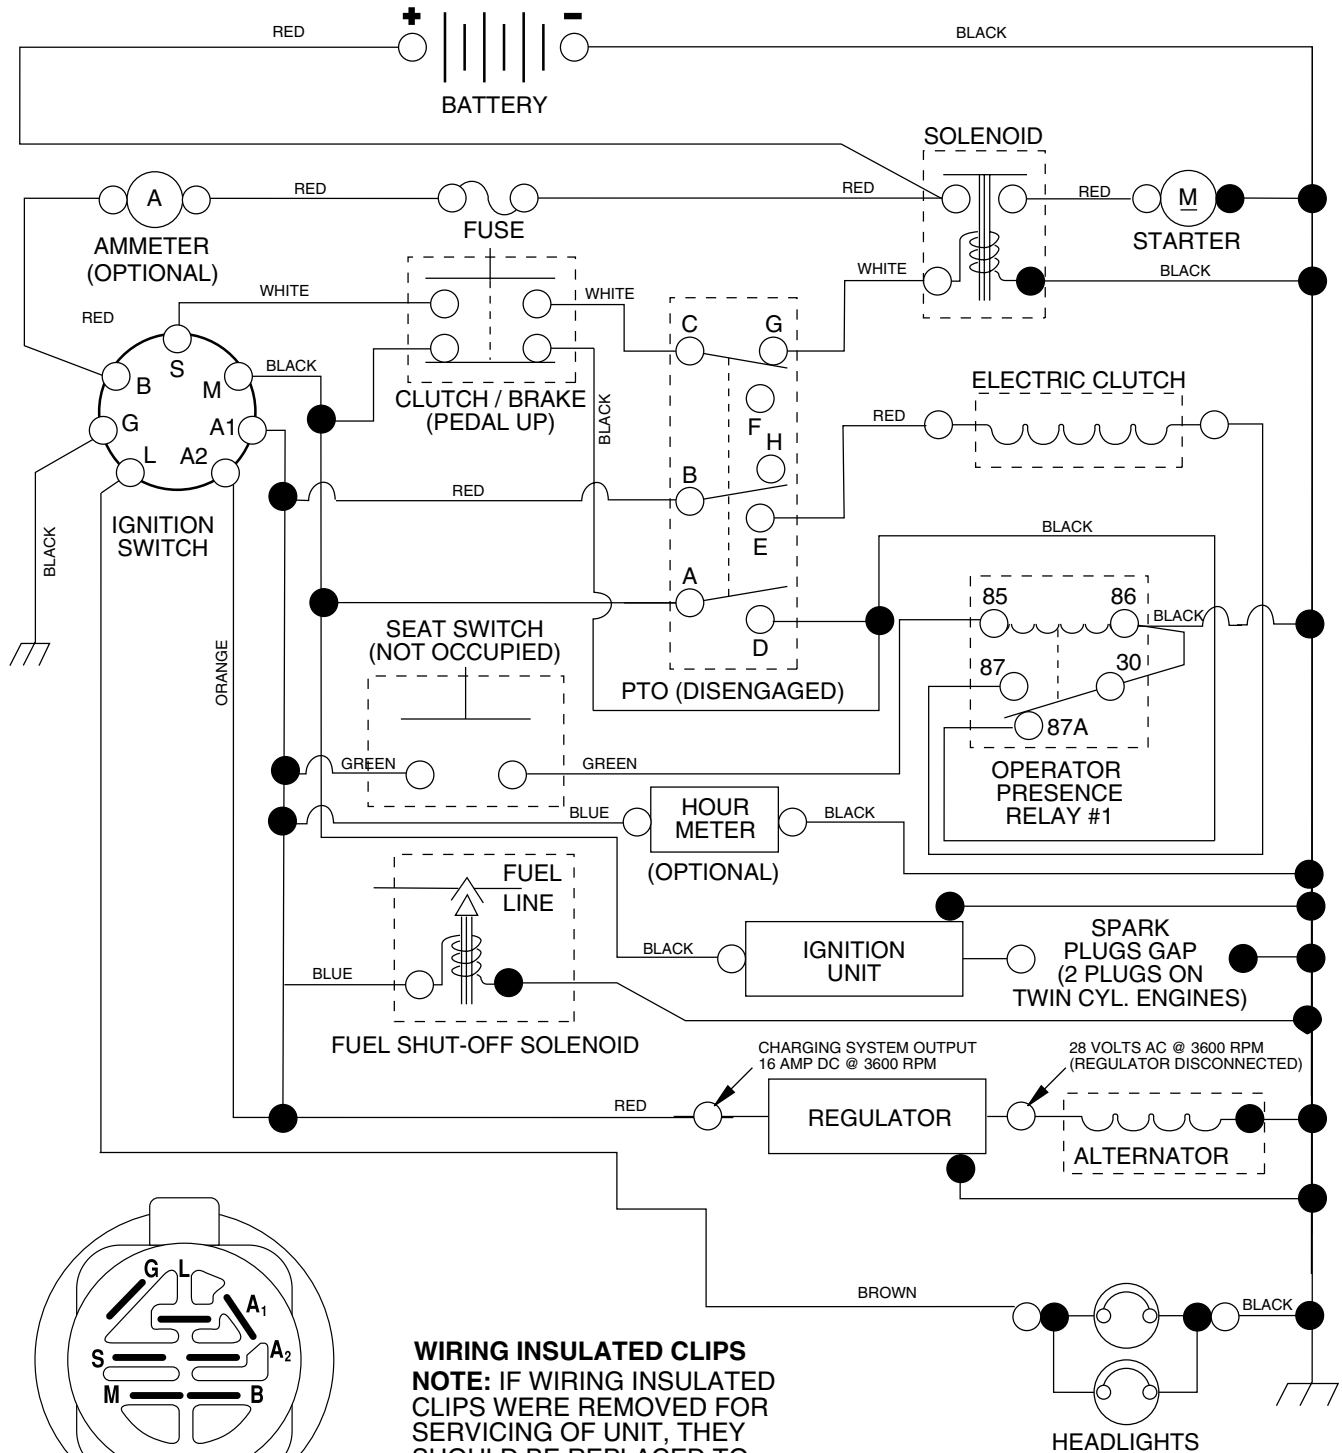 +
-
RED
BLACK
BATTERY
SOLENOID
A
RED
RED
RED
M
FUSE
STARTER
AMMETER
(OPTIONAL)
WHITE
BLACK
WHITE
WHITE
RED
S
B
M
BLACK
G
A1
L
A2
IGNITION
SWITCH
CLUTCH / BRAKE
(PEDAL UP)
BLACK
C
G
F
H
B
E
A
D
PTO (DISENGAGED)
ELECTRIC CLUTCH
RED
RED
BLACK
BLACK
ORANGE
SEAT SWITCH
(NOT OCCUPIED)
85
86
BLACK
87
30
87A
OPERATOR
PRESENCE
RELAY #1
GREEN
GREEN
BLUE
HOUR
METER
BLACK
(OPTIONAL)
FUEL
LINE
BLUE
FUEL SHUT-OFF SOLENOID
BLACK
IGNITION
UNIT
SPARK
PLUGS GAP
(2 PLUGS ON
TWIN CYL. ENGINES)
CHARGING SYSTEM OUTPUT
16 AMP DC @ 3600 RPM
28 VOLTS AC @ 3600 RPM
(REGULATOR DISCONNECTED)
RED
REGULATOR
ALTERNATOR
BROWN
BLACK
HEADLIGHTS
G
L
A1
S
A2
M
B
WIRING INSULATED CLIPS
NOTE: IF WIRING INSULATED
CLIPS WERE REMOVED FOR
SERVICING OF UNIT, THEY
SHOULD BE REPLACED TO